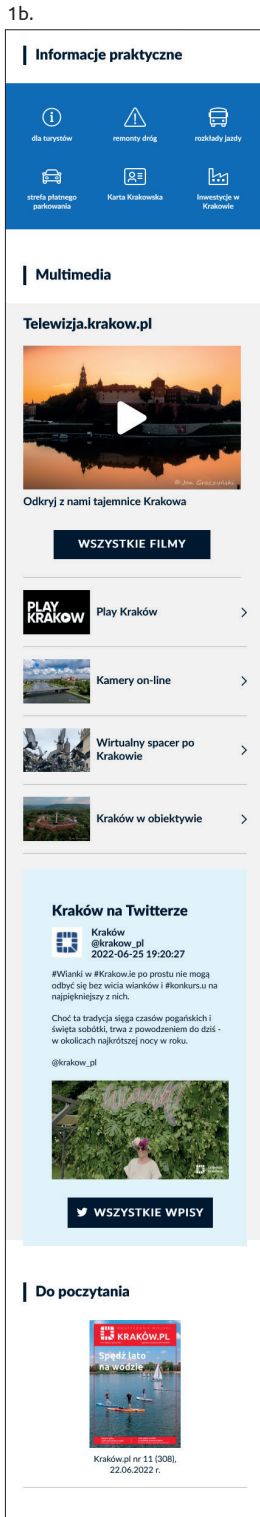 1b.
Informacje praktyczne
dla turystów
remonty dróg
rozkłady jazdy
strefa płatnego
parkowania
Karta Krakowska
Inwestycje w
Krakowie
Multimedia
Telewizja.krakow.pl
© Jan Graczyński
Odkryj z nami tajemnice Krakowa
WSZYSTKIE FILMY
PLAY
KRAKOW
Play Kraków
Kamery on-line
Wirtualny spacer po
Krakowie
Kraków w obiektywie
Kraków na Twitterze
Kraków
@krakow_pl
2022-06-25 19:20:27
#Wianki w #Krakow.ie po prostu nie mogą
odbyć się bez wicia wianków i #konkurs.u na
najpiękniejszy z nich.
Choć ta tradycja sięga czasów pogańskich i
święta sobótki, trwa z powodzeniem do dziś -
w okolicach najkrótszej nocy w roku.
@krakow_pl
Wianki
WSZYSTKIE WPISY
Do poczytania
KRAKÓW.PL
Spędź lato
na wodzie
Kraków.pl nr 11 (308),
22.06.2022 r.